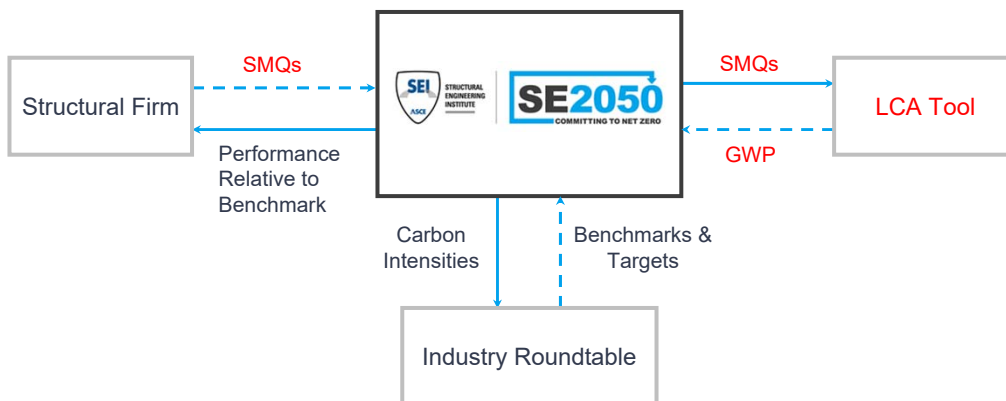 SMQs
SMQs
Structural Firm
SEI
ASCE
STRUCTURAL
ENGINEERING
INSTITUTE
SE2050
COMMITTING TO NET ZERO
LCA Tool
Performance
Relative to
Benchmark
GWP
Carbon
Intensities
Benchmarks &
Targets
Industry Roundtable